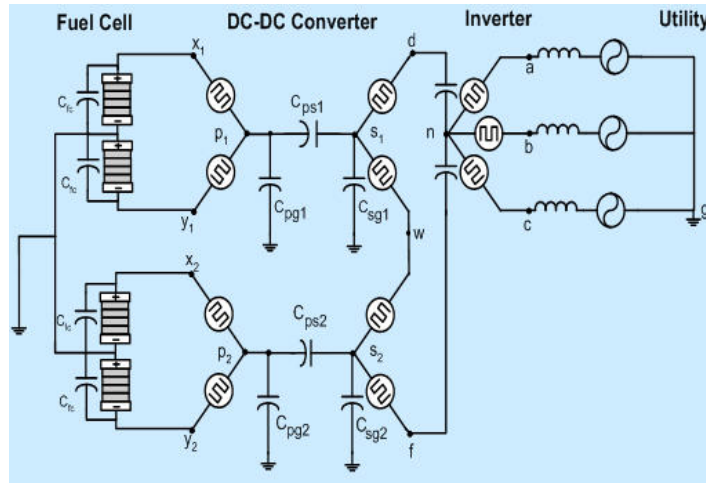 Fuel Cell DC-DC Converter Inverter Utility
x1 d
Cfc Cps1 a
p1 s1 n b
Cfc
Cpg1 Csg1 c g
y1 w
x2
Cfc Cps2
p2 s2
Cfc
Cpg2 Csg2
y2 f